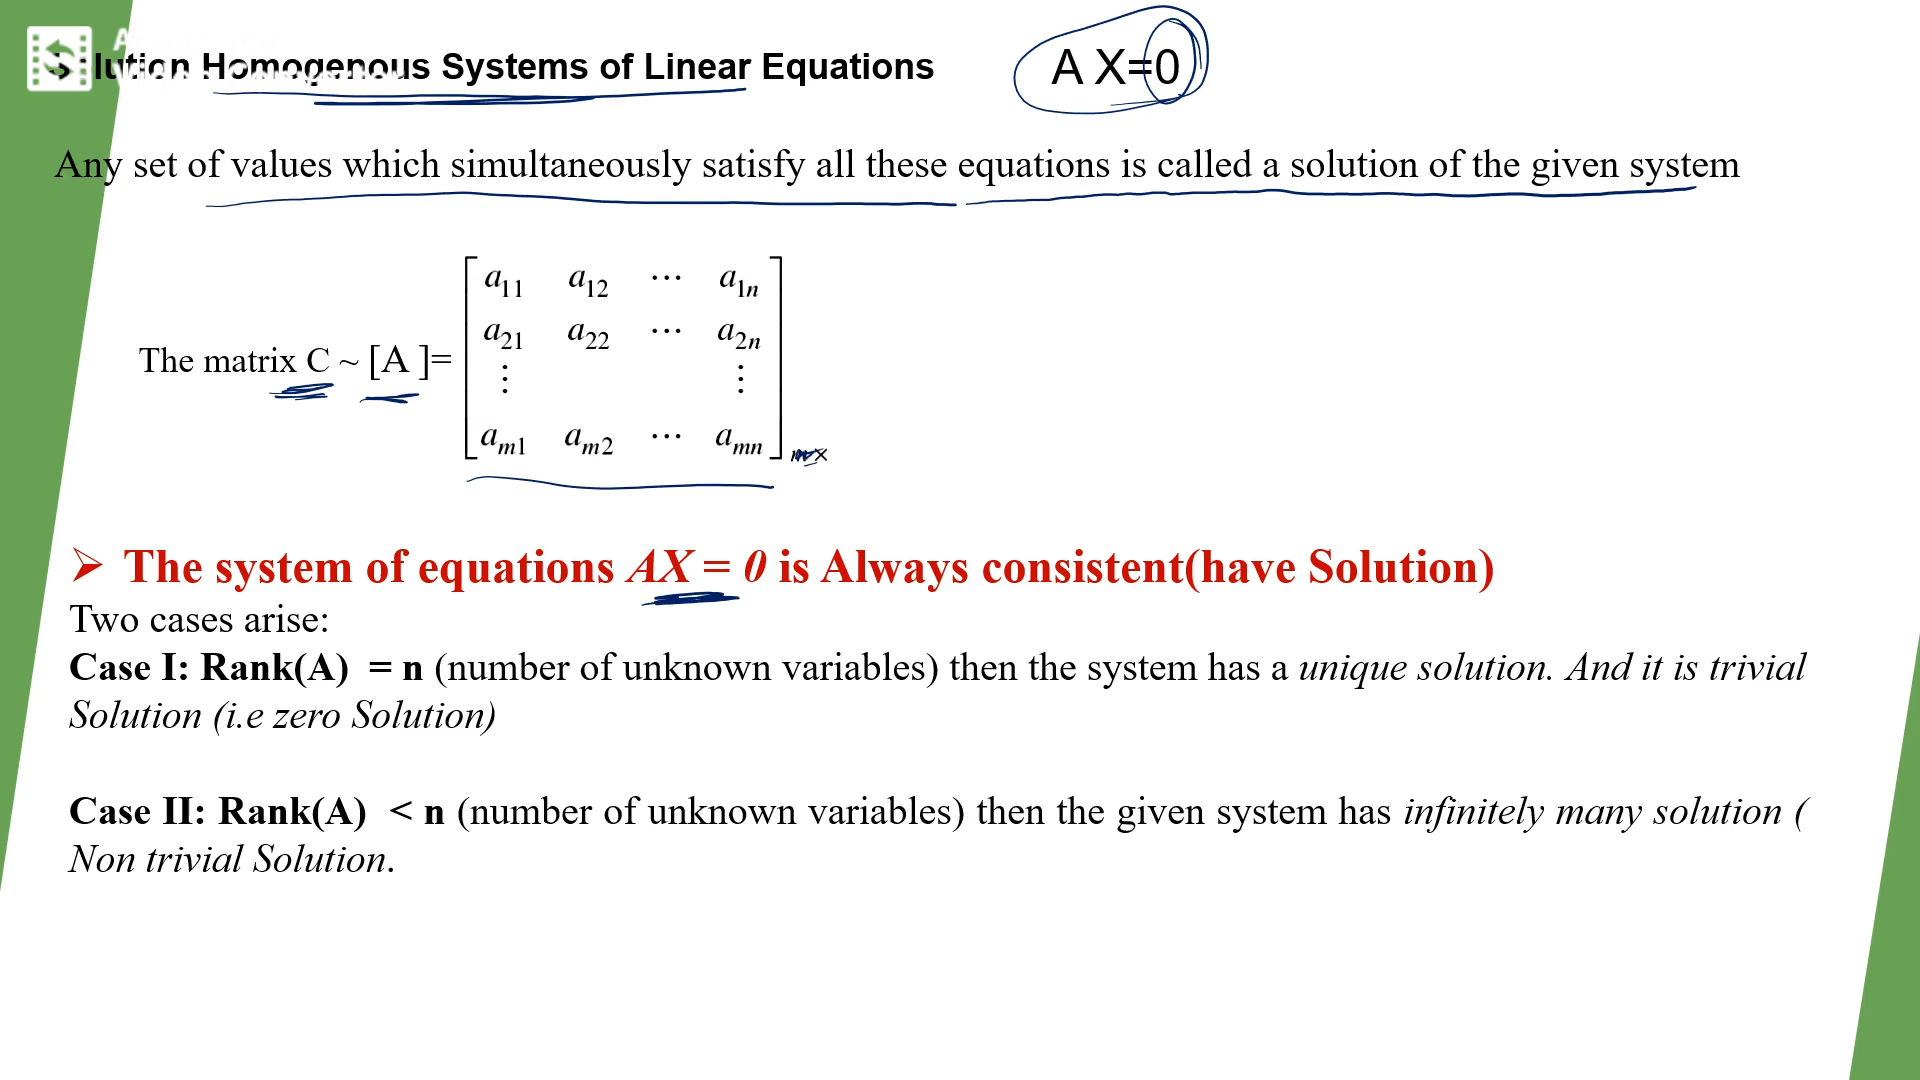 Solution Homogenous Systems of Linear Equations A X=0
Any set of values which simultaneously satisfy all these equations is called a solution of the given system
a11 a12 ⋯ a1n
a21 a22 ⋯ a2n
The matrix C ~ [A ]=
⋮ ⋮
am1 am2 ⋯ amn
➢ The system of equations AX = 0 is Always consistent(have Solution)
Two cases arise:
Case I: Rank(A) = n (number of unknown variables) then the system has a unique solution. And it is trivial
Solution (i.e zero Solution)
Case II: Rank(A) < n (number of unknown variables) then the given system has infinitely many solution (
Non trivial Solution.